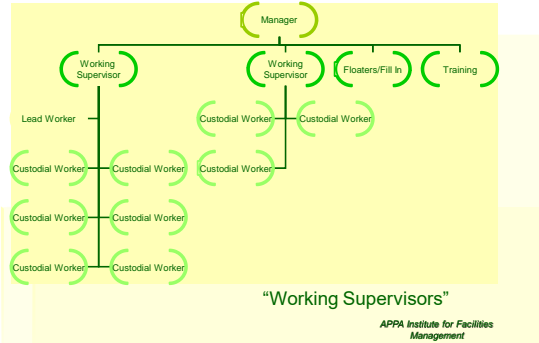 Manager
Working
Supervisor
Working
Supervisor
Floaters/Fill In
Training
Lead Worker
Custodial Worker
Custodial Worker
Custodial Worker
Custodial Worker
Custodial Worker
Custodial Worker
Custodial Worker
Custodial Worker
Custodial Worker
Custodial Worker
“Working Supervisors”
APPA Institute for Facilities
Management